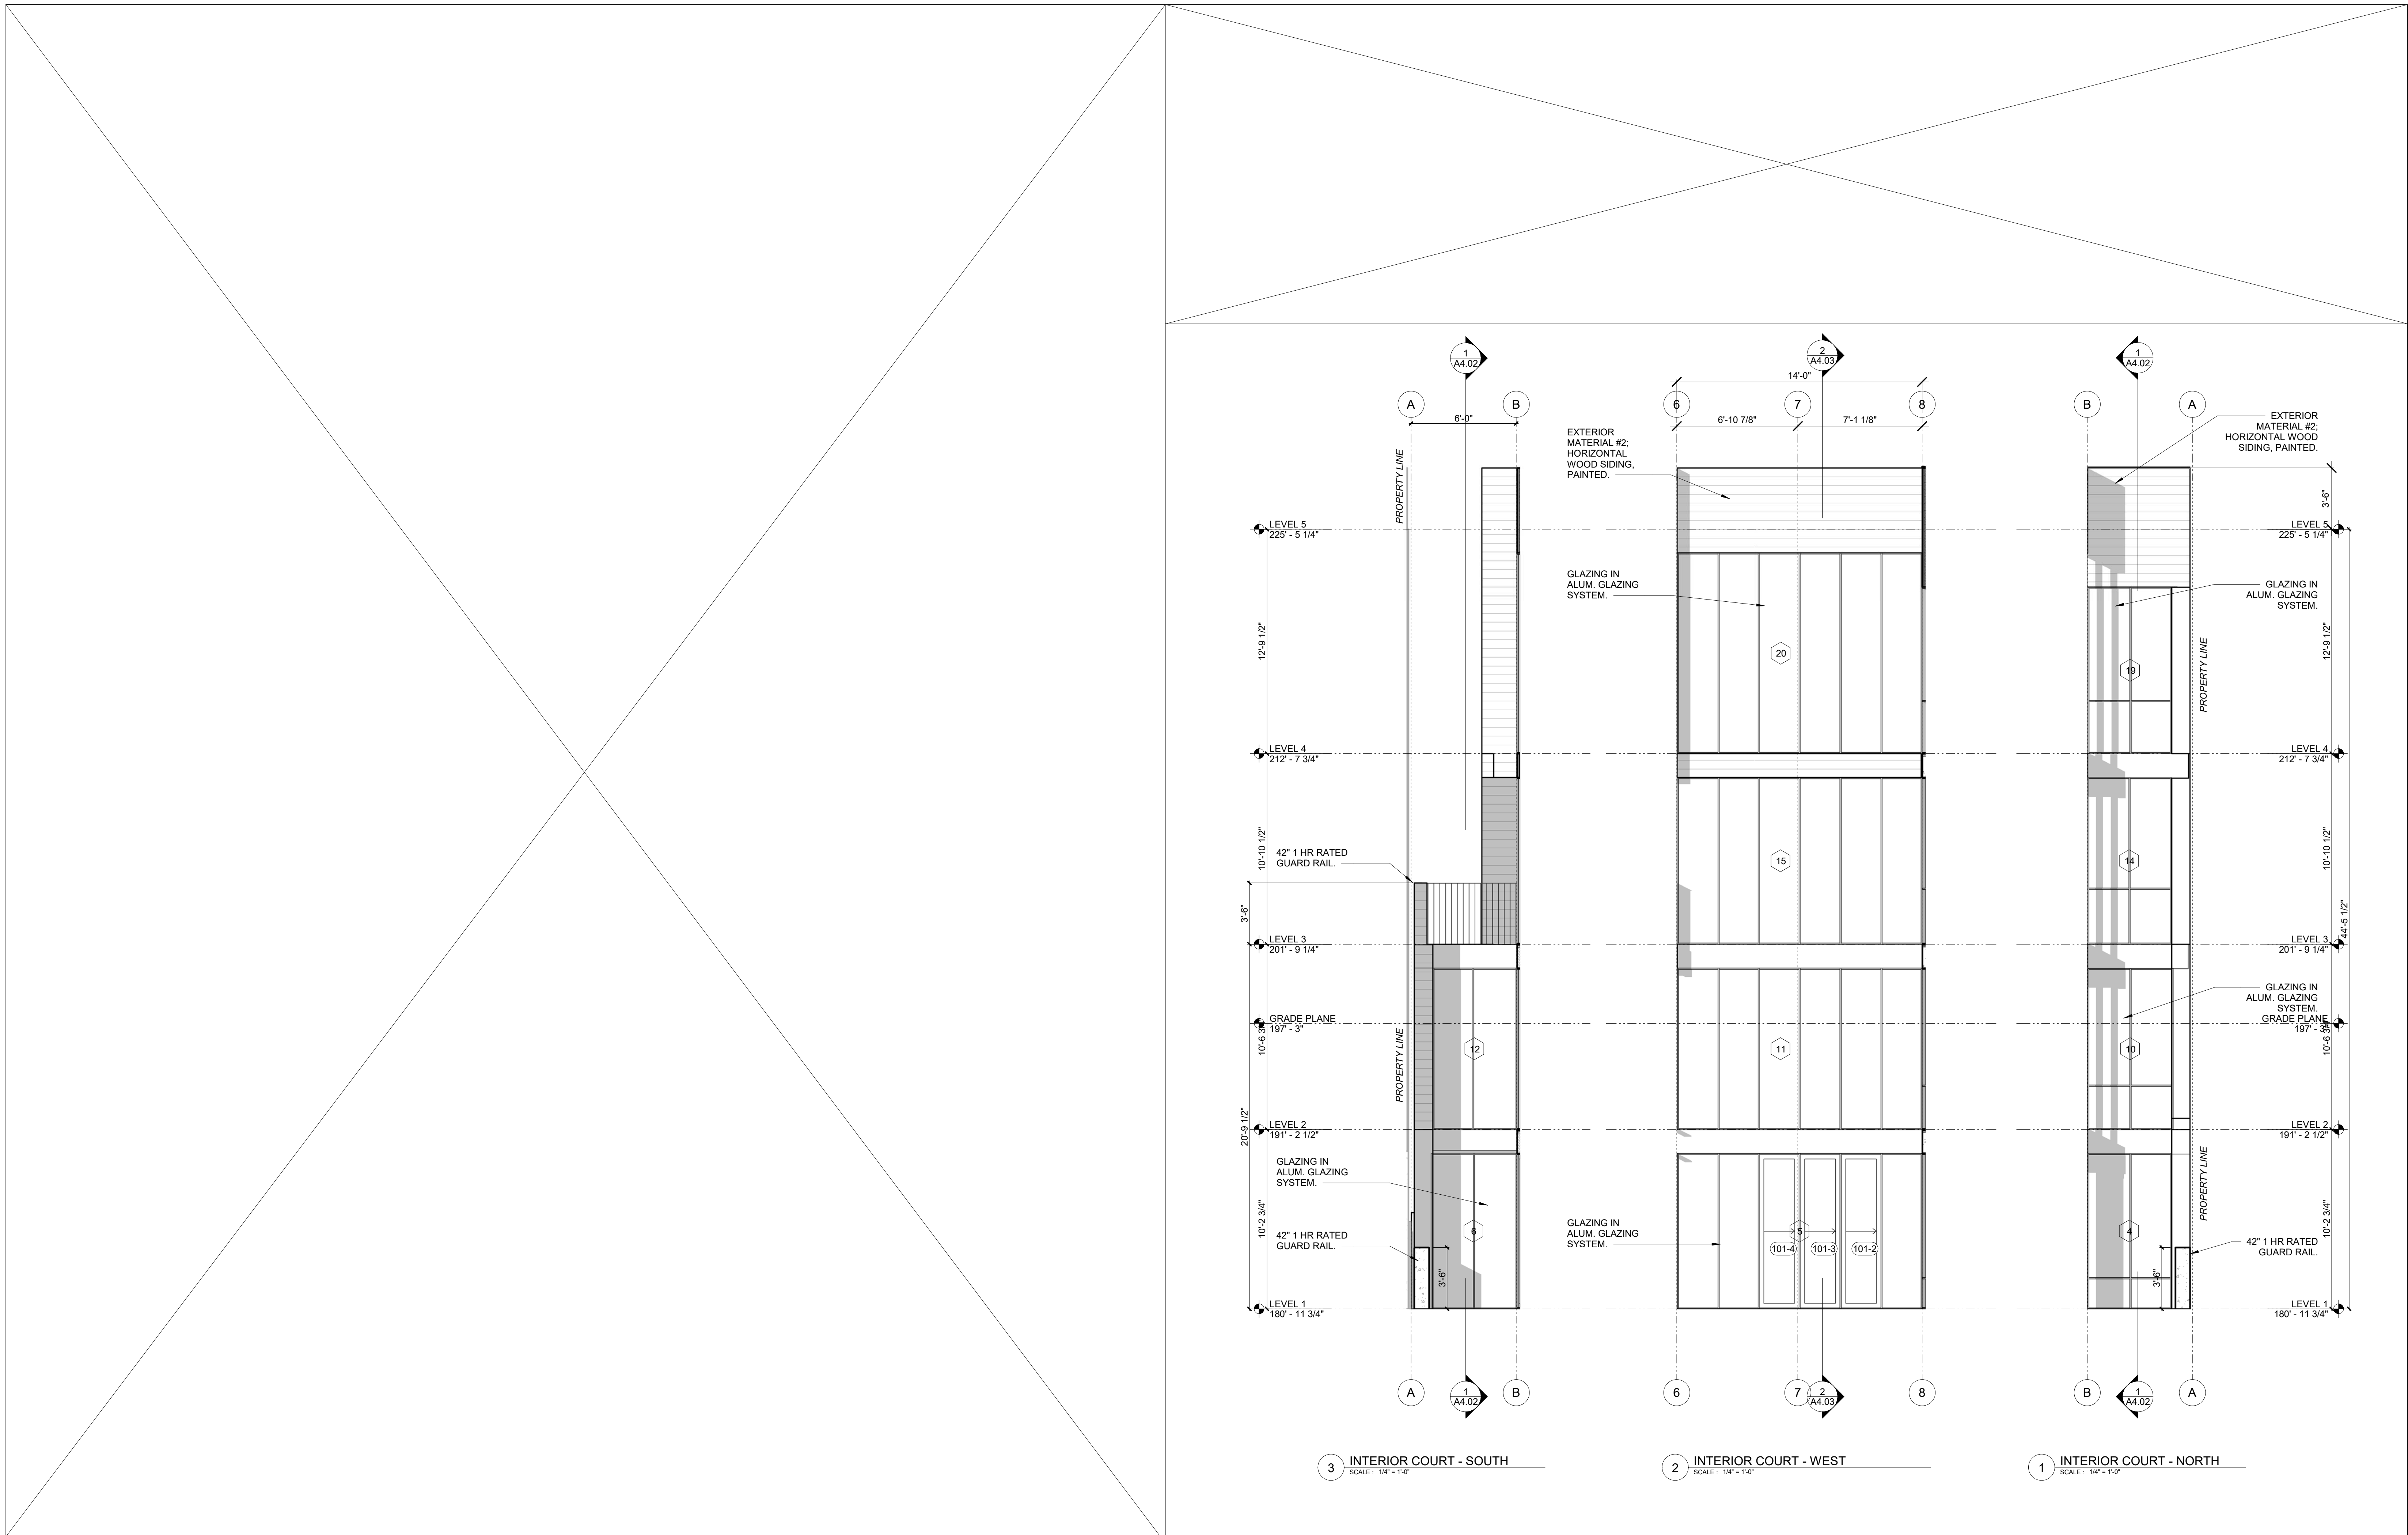 1
A4.02
2
A4.03
1
A4.02
14'-0"
A
B
6
7
8
B
A
6'-0"
6'-10 7/8"
7'-1 1/8"
EXTERIOR
MATERIAL #2;
HORIZONTAL
WOOD SIDING,
PAINTED.
EXTERIOR
MATERIAL #2;
HORIZONTAL WOOD
SIDING, PAINTED.
PROPERTY LINE
3'-6"
LEVEL 5
225' - 5 1/4"
LEVEL 5
225' - 5 1/4"
GLAZING IN
ALUM. GLAZING
SYSTEM.
GLAZING IN
ALUM. GLAZING
SYSTEM.
12'-9 1/2"
20
19
PROPERTY LINE
12'-9 1/2"
LEVEL 4
212' - 7 3/4"
LEVEL 4
212' - 7 3/4"
10'-10 1/2"
42" 1 HR RATED
GUARD RAIL.
15
14
10'-10 1/2"
3'-6"
44'-5 1/2"
LEVEL 3
201' - 9 1/4"
LEVEL 3
201' - 9 1/4"
GLAZING IN
ALUM. GLAZING
SYSTEM.
GRADE PLANE
197' - 3"
GRADE PLANE
197' - 3"
10'-6 3/4"
10'-6 3/4"
PROPERTY LINE
12
11
10
20'-9 1/2"
LEVEL 2
191' - 2 1/2"
LEVEL 2
191' - 2 1/2"
GLAZING IN
ALUM. GLAZING
SYSTEM.
PROPERTY LINE
10'-2 3/4"
10'-2 3/4"
GLAZING IN
ALUM. GLAZING
SYSTEM.
42" 1 HR RATED
GUARD RAIL.
6
5
4
101-4
101-3
101-2
42" 1 HR RATED
GUARD RAIL.
3'-6"
3'-6"
LEVEL 1
180' - 11 3/4"
LEVEL 1
180' - 11 3/4"
A
1
A4.02
B
6
7
2
A4.03
8
B
1
A4.02
A
3
INTERIOR COURT - SOUTH
SCALE : 1/4" = 1'-0"
2
INTERIOR COURT - WEST
SCALE : 1/4" = 1'-0"
1
INTERIOR COURT - NORTH
SCALE : 1/4" = 1'-0"